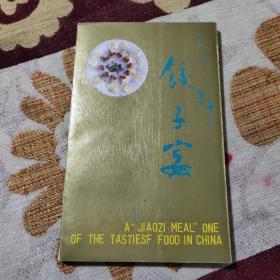 饺子宴
A "JIAOZI MEAL" ONE
OF THE TASTIESF FOOD IN CHINA